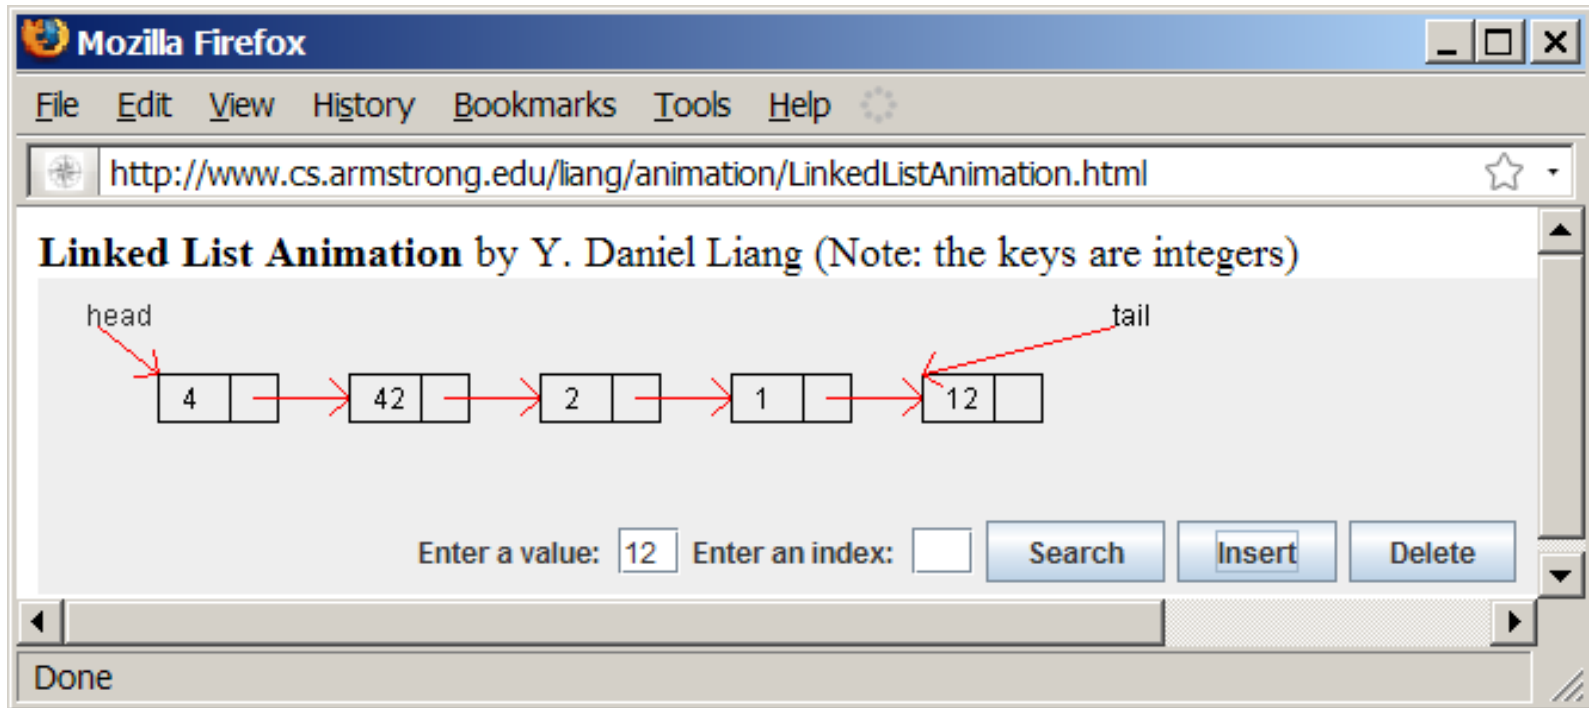 Mozilla Firefox
File Edit View History Bookmarks Tools Help
http://www.cs.armstrong.edu/liang/animation/LinkedListAnimation.html
Linked List Animation by Y. Daniel Liang (Note: the keys are integers)
head tail
4 42 2 1 12
Enter a value: 12 Enter an index: Search Insert Delete
Done